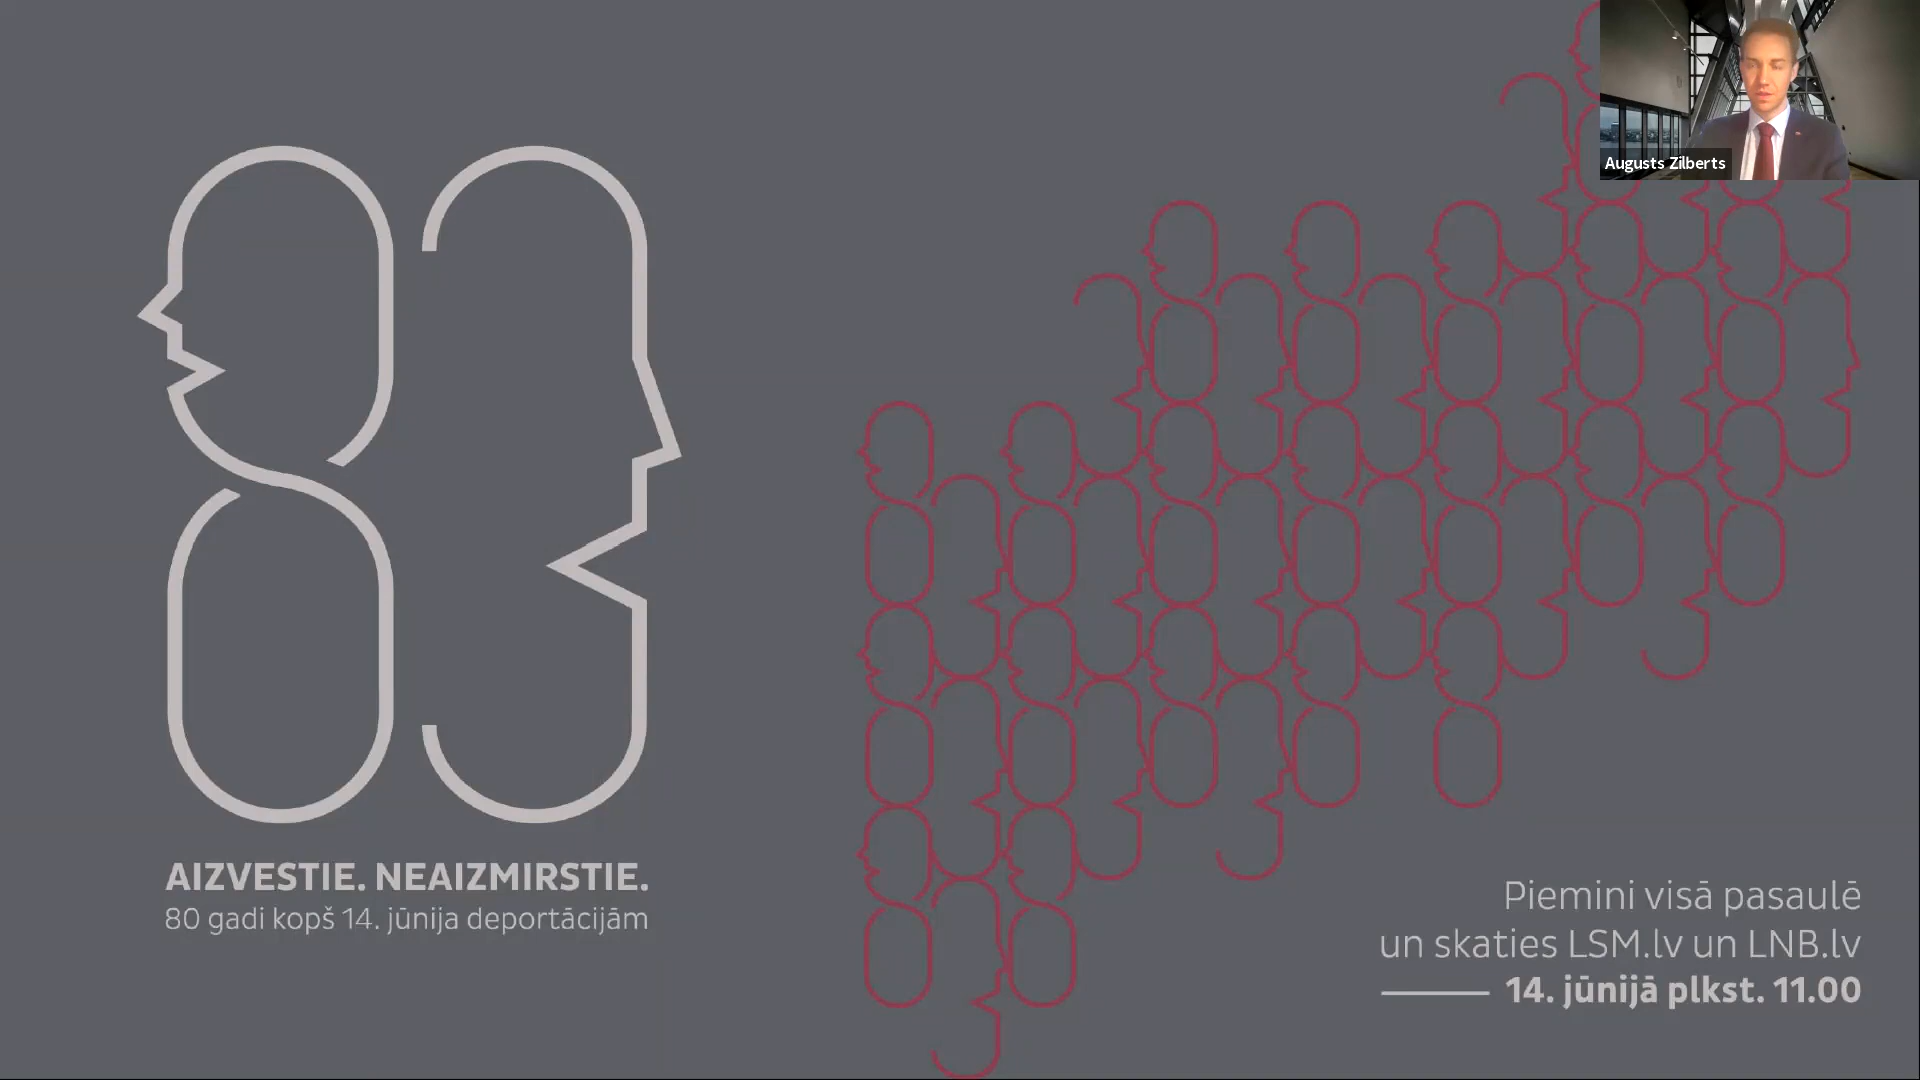 Augusts Zilberts
AIZVESTIE. NEAIZMIRSTIE.
80 gadi kopš 14. jūnija deportācijām
Piemini visā pasaulē
un skaties LSM.lv un LNB.lv
14. jūnijā plkst. 11.00